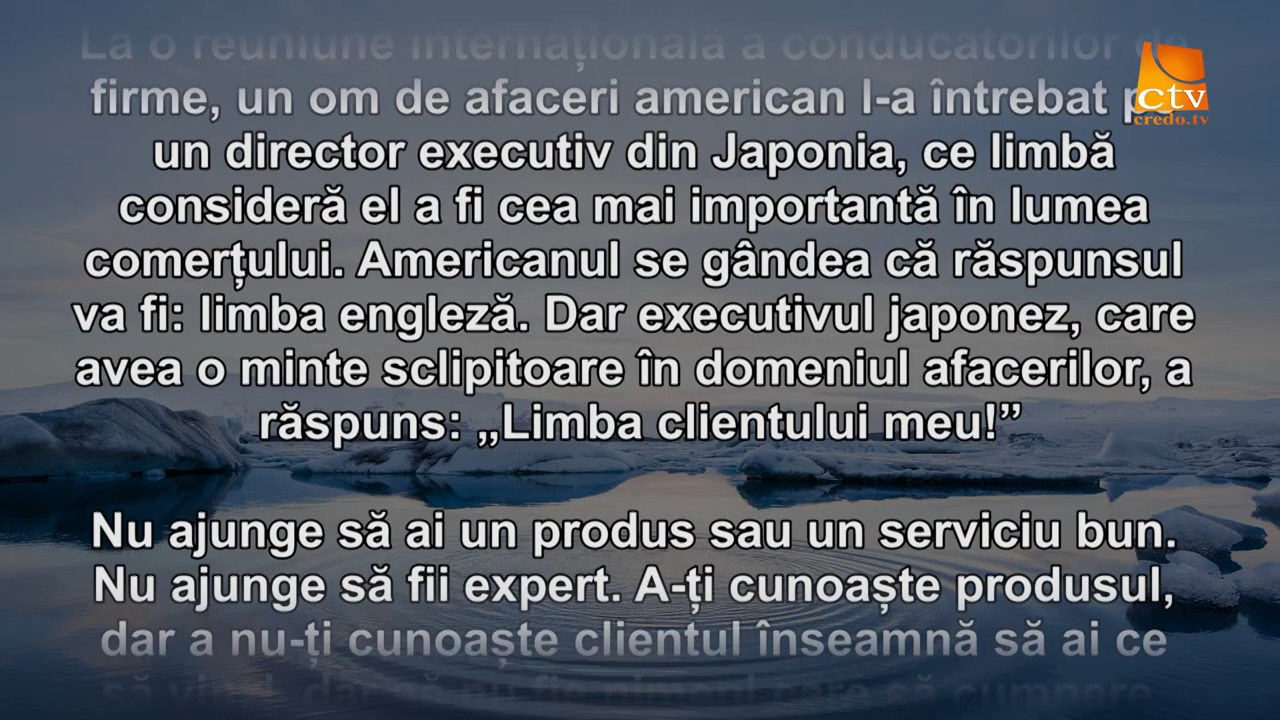 La o reuniune internațională a conducătorilor de
firme, un om de afaceri american l-a întrebat
un director executiv din Japonia, ce limbă
consideră el a fi cea mai importantă în lumea
comerțului. Americanul se gândea că răspunsul
va fi: limba engleză. Dar executivul japonez, care
avea o minte sclipitoare în domeniul afacerilor, a
răspuns: „Limba clientului meu!”
Nu ajunge să ai un produs sau un serviciu bun.
Nu ajunge să fii expert. A-ți cunoaște produsul,
dar a nu-ți cunoaște clientul înseamnă să ai ce
să vinzi, dar să nu fie nimeni care să cumpere
ctv
credo.tv